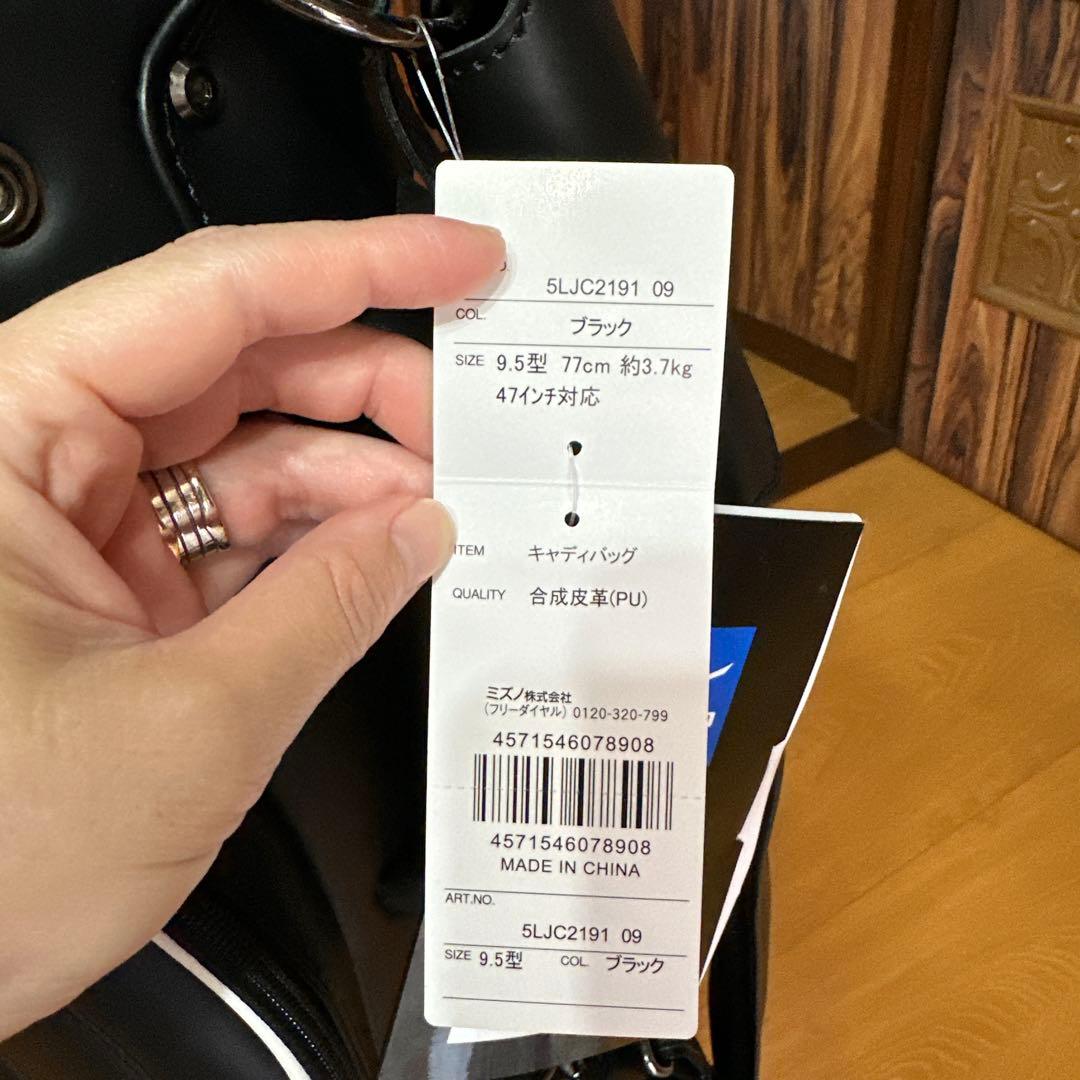 5LJC2191 09
COL. ブラック
SIZE 9.5型 77cm 約3.7kg
47インチ対応
ITEM キャディバッグ
QUALITY 合成皮革(PU)
ミズノ株式会社
(フリーダイヤル) 0120-320-799
4571546078908
4571546078908
MADE IN CHINA
ART.NO.
5LJC2191 09
SIZE 9.5型 COL. ブラック